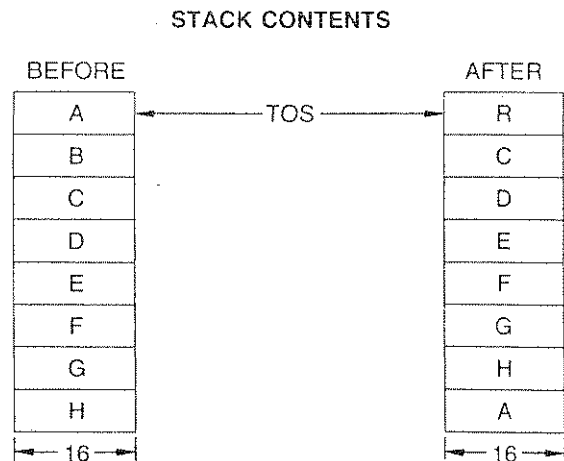 STACK CONTENTS
BEFORE AFTER
A TOS R
B C
C D
D E
E F
F G
G H
H A
16 16